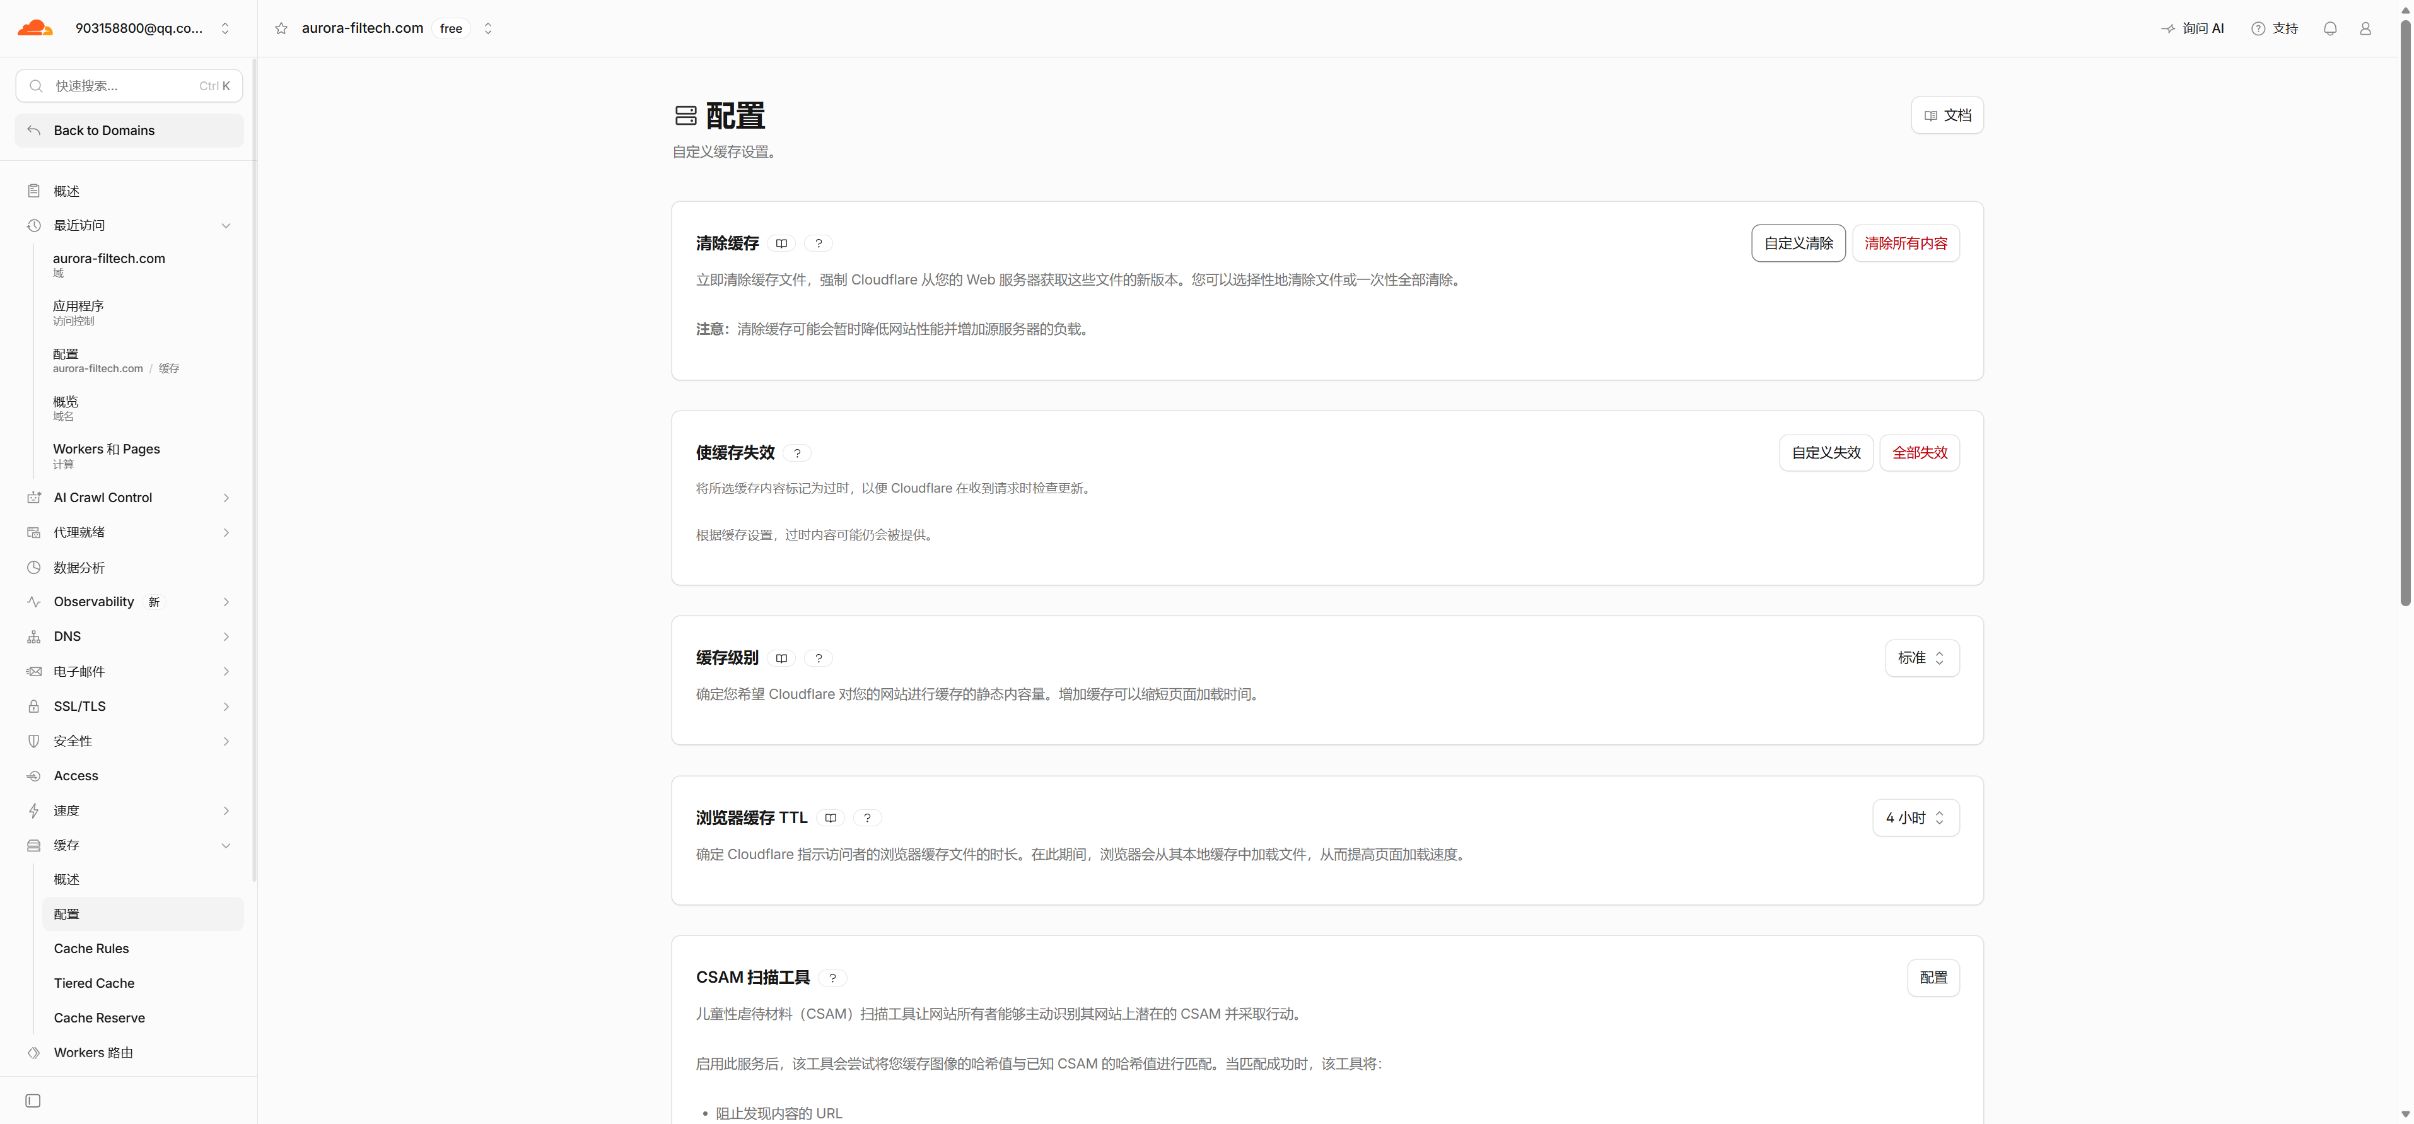 903158800@qq.co...
aurora-filtech.com free
询问 AI
支持
快速搜索... Ctrl K
Back to Domains
概述
最近访问
aurora-filtech.com
域
应用程序
访问控制
配置
aurora-filtech.com / 缓存
概览
域名
Workers 和 Pages
计算
AI Crawl Control
代理就绪
数据分析
Observability 新
DNS
电子邮件
SSL/TLS
安全性
Access
速度
缓存
概述
配置
Cache Rules
Tiered Cache
Cache Reserve
Workers 路由
配置
文档
自定义缓存设置。
清除缓存 ?
自定义清除 清除所有内容
立即清除缓存文件，强制 Cloudflare 从您的 Web 服务器获取这些文件的新版本。您可以选择性地清除文件或一次性全部清除。
注意：清除缓存可能会暂时降低网站性能并增加源服务器的负载。
使缓存失效 ?
自定义失效 全部失效
将所选缓存内容标记为过时，以便 Cloudflare 在收到请求时检查更新。
根据缓存设置，过时内容可能仍会被提供。
缓存级别 ?
标准
确定您希望 Cloudflare 对您的网站进行缓存的静态内容量。增加缓存可以缩短页面加载时间。
浏览器缓存 TTL ?
4 小时
确定 Cloudflare 指示访问者的浏览器缓存文件的时长。在此期间，浏览器会从其本地缓存中加载文件，从而提高页面加载速度。
CSAM 扫描工具 ?
配置
儿童性虐待材料（CSAM）扫描工具让网站所有者能够主动识别其网站上潜在的 CSAM 并采取行动。
启用此服务后，该工具会尝试将您缓存图像的哈希值与已知 CSAM 的哈希值进行匹配。当匹配成功时，该工具将：
• 阻止发现内容的 URL